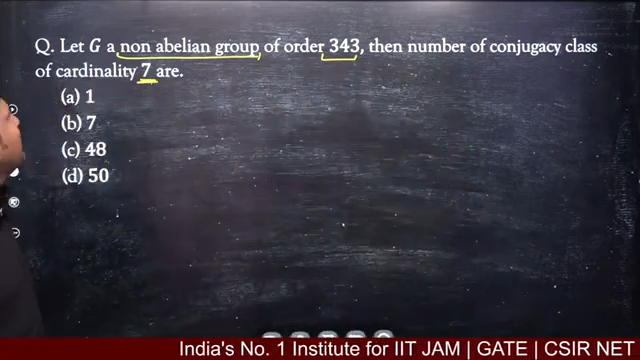 Q. Let G a non abelian group of order 343, then number of conjugacy class
of cardinality 7 are.
(a) 1
(b) 7
(c) 48
(d) 50
India's No. 1 Institute for IIT JAM | GATE | CSIR NET